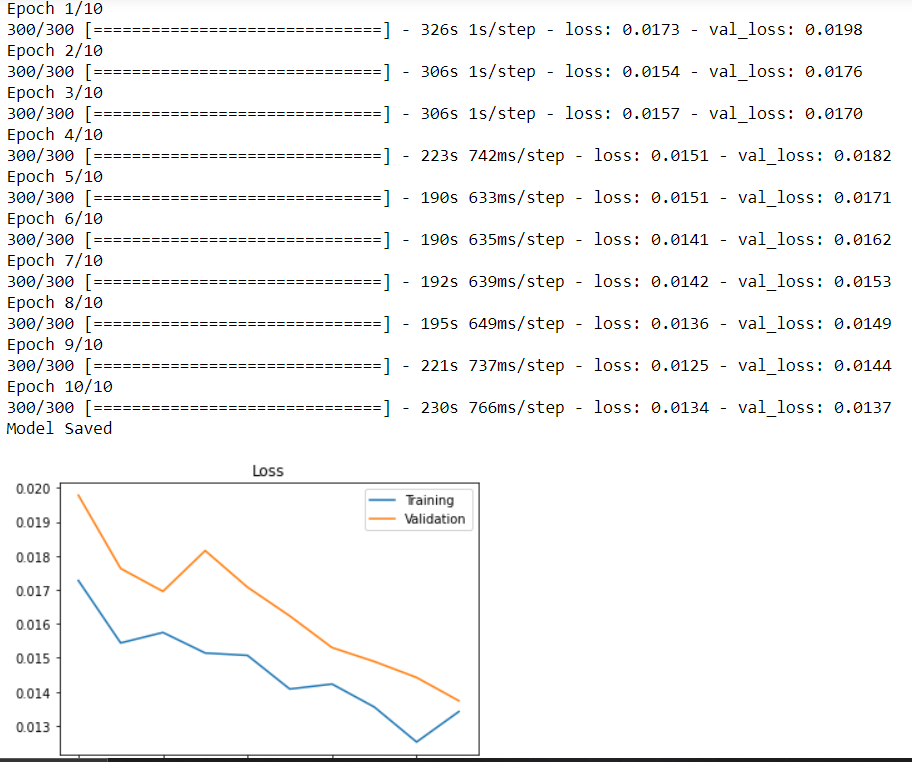 Epoch 1/10
300/300 [==============================] - 326s 1s/step - loss: 0.0173 - val_loss: 0.0198
Epoch 2/10
300/300 [==============================] - 306s 1s/step - loss: 0.0154 - val_loss: 0.0176
Epoch 3/10
300/300 [==============================] - 306s 1s/step - loss: 0.0157 - val_loss: 0.0170
Epoch 4/10
300/300 [==============================] - 223s 742ms/step - loss: 0.0151 - val_loss: 0.0182
Epoch 5/10
300/300 [==============================] - 190s 633ms/step - loss: 0.0151 - val_loss: 0.0171
Epoch 6/10
300/300 [==============================] - 190s 635ms/step - loss: 0.0141 - val_loss: 0.0162
Epoch 7/10
300/300 [==============================] - 192s 639ms/step - loss: 0.0142 - val_loss: 0.0153
Epoch 8/10
300/300 [==============================] - 195s 649ms/step - loss: 0.0136 - val_loss: 0.0149
Epoch 9/10
300/300 [==============================] - 221s 737ms/step - loss: 0.0125 - val_loss: 0.0144
Epoch 10/10
300/300 [==============================] - 230s 766ms/step - loss: 0.0134 - val_loss: 0.0137
Model Saved
Loss
Training
Validation
0.020
0.019
0.018
0.017
0.016
0.015
0.014
0.013